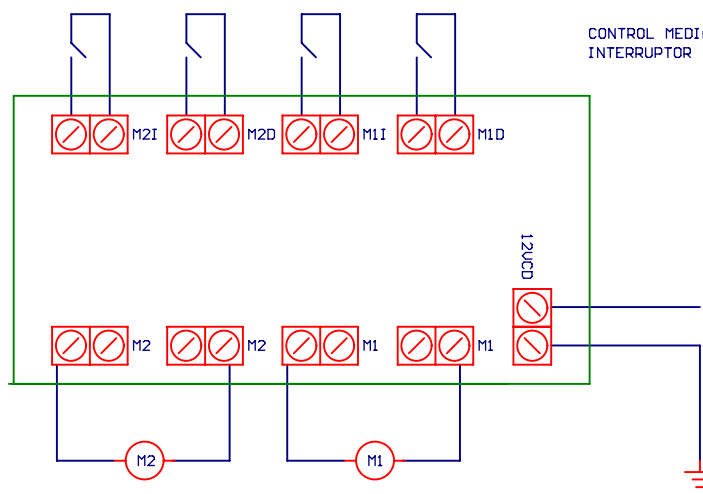 CONTROL
INTERRUPTOR
M2I
M2D
M1I
M1D
12VCD
M2
M2
M1
M1
M2
M1